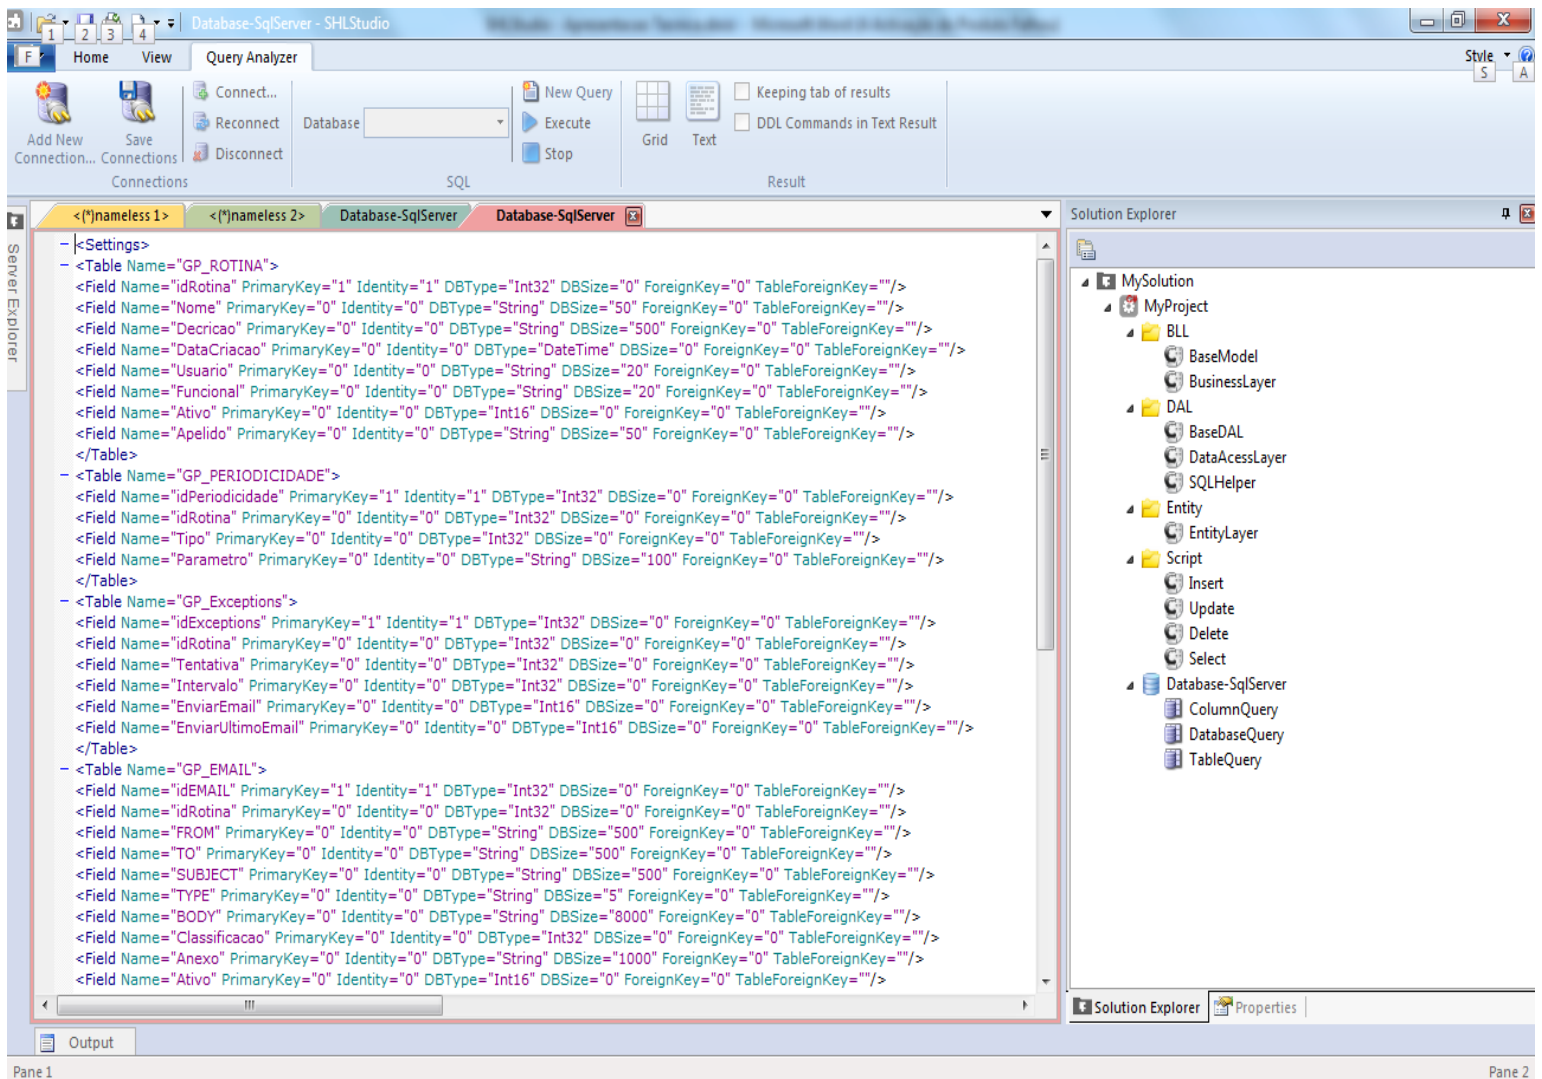 Database-SqlServer - SHLStudio
1 2 3 4
F Home View Query Analyzer Style
S A
Connect... New Query Keeping tab of results
Reconnect Database Execute DDL Commands in Text Result
Add New Connection... Save Connections Disconnect Stop Grid Text
Connections SQL Result
Server Explorer
<(*)nameless 1> <(*)nameless 2> Database-SqlServer Database-SqlServer
<Settings>
<Table Name="GP_ROTINA">
<Field Name="idRotina" PrimaryKey="1" Identity="1" DBType="Int32" DBSize="0" ForeignKey="0" TableForeignKey=""/>
<Field Name="Nome" PrimaryKey="0" Identity="0" DBType="String" DBSize="50" ForeignKey="0" TableForeignKey=""/>
<Field Name="Decricao" PrimaryKey="0" Identity="0" DBType="String" DBSize="500" ForeignKey="0" TableForeignKey=""/>
<Field Name="DataCriacao" PrimaryKey="0" Identity="0" DBType="DateTime" DBSize="0" ForeignKey="0" TableForeignKey=""/>
<Field Name="Usuario" PrimaryKey="0" Identity="0" DBType="String" DBSize="20" ForeignKey="0" TableForeignKey=""/>
<Field Name="Funcional" PrimaryKey="0" Identity="0" DBType="String" DBSize="20" ForeignKey="0" TableForeignKey=""/>
<Field Name="Ativo" PrimaryKey="0" Identity="0" DBType="Int16" DBSize="0" ForeignKey="0" TableForeignKey=""/>
<Field Name="Apelido" PrimaryKey="0" Identity="0" DBType="String" DBSize="50" ForeignKey="0" TableForeignKey=""/>
</Table>
<Table Name="GP_PERIODICIDADE">
<Field Name="idPeriodicidade" PrimaryKey="1" Identity="1" DBType="Int32" DBSize="0" ForeignKey="0" TableForeignKey=""/>
<Field Name="idRotina" PrimaryKey="0" Identity="0" DBType="Int32" DBSize="0" ForeignKey="0" TableForeignKey=""/>
<Field Name="Tipo" PrimaryKey="0" Identity="0" DBType="Int32" DBSize="0" ForeignKey="0" TableForeignKey=""/>
<Field Name="Parametro" PrimaryKey="0" Identity="0" DBType="String" DBSize="100" ForeignKey="0" TableForeignKey=""/>
</Table>
<Table Name="GP_Exceptions">
<Field Name="idExceptions" PrimaryKey="1" Identity="1" DBType="Int32" DBSize="0" ForeignKey="0" TableForeignKey=""/>
<Field Name="idRotina" PrimaryKey="0" Identity="0" DBType="Int32" DBSize="0" ForeignKey="0" TableForeignKey=""/>
<Field Name="Tentativa" PrimaryKey="0" Identity="0" DBType="Int32" DBSize="0" ForeignKey="0" TableForeignKey=""/>
<Field Name="Intervalo" PrimaryKey="0" Identity="0" DBType="Int32" DBSize="0" ForeignKey="0" TableForeignKey=""/>
<Field Name="EnviarEmail" PrimaryKey="0" Identity="0" DBType="Int16" DBSize="0" ForeignKey="0" TableForeignKey=""/>
<Field Name="EnviarUltimoEmail" PrimaryKey="0" Identity="0" DBType="Int16" DBSize="0" ForeignKey="0" TableForeignKey=""/>
</Table>
<Table Name="GP_EMAIL">
<Field Name="idEMAIL" PrimaryKey="1" Identity="1" DBType="Int32" DBSize="0" ForeignKey="0" TableForeignKey=""/>
<Field Name="idRotina" PrimaryKey="0" Identity="0" DBType="Int32" DBSize="0" ForeignKey="0" TableForeignKey=""/>
<Field Name="FROM" PrimaryKey="0" Identity="0" DBType="String" DBSize="500" ForeignKey="0" TableForeignKey=""/>
<Field Name="TO" PrimaryKey="0" Identity="0" DBType="String" DBSize="500" ForeignKey="0" TableForeignKey=""/>
<Field Name="SUBJECT" PrimaryKey="0" Identity="0" DBType="String" DBSize="500" ForeignKey="0" TableForeignKey=""/>
<Field Name="TYPE" PrimaryKey="0" Identity="0" DBType="String" DBSize="5" ForeignKey="0" TableForeignKey=""/>
<Field Name="BODY" PrimaryKey="0" Identity="0" DBType="String" DBSize="8000" ForeignKey="0" TableForeignKey=""/>
<Field Name="Classificacao" PrimaryKey="0" Identity="0" DBType="Int32" DBSize="0" ForeignKey="0" TableForeignKey=""/>
<Field Name="Anexo" PrimaryKey="0" Identity="0" DBType="String" DBSize="1000" ForeignKey="0" TableForeignKey=""/>
<Field Name="Ativo" PrimaryKey="0" Identity="0" DBType="Int16" DBSize="0" ForeignKey="0" TableForeignKey=""/>
Solution Explorer
MySolution
MyProject
BLL
BaseModel
BusinessLayer
DAL
BaseDAL
DataAcessLayer
SQLHelper
Entity
EntityLayer
Script
Insert
Update
Delete
Select
Database-SqlServer
ColumnQuery
DatabaseQuery
TableQuery
Solution Explorer Properties
Output
Pane 1 Pane 2